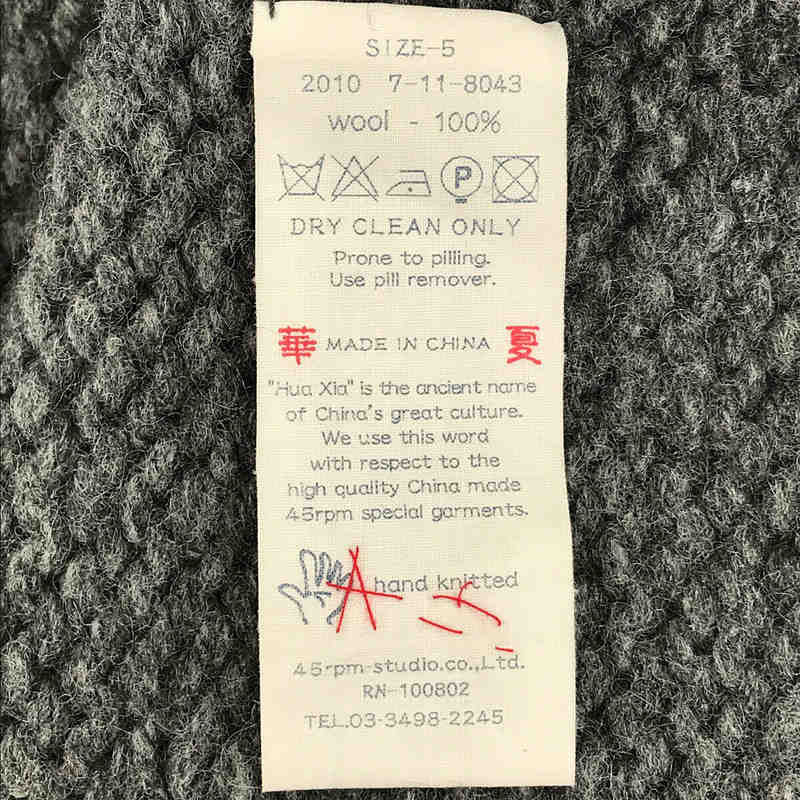 SIZE-5
2010 7-11-8043
wool - 100%
P
DRY CLEAN ONLY
Prone to pilling.
Use pill remover.
華 MADE IN CHINA 夏
"Hua Xia" is the ancient name
of China's great culture.
We use this word
with respect to the
high quality China made
45rpm special garments.
hand knitted
45rpm-studio.co.,Ltd.
RN-100802
TEL.03-3498-2245